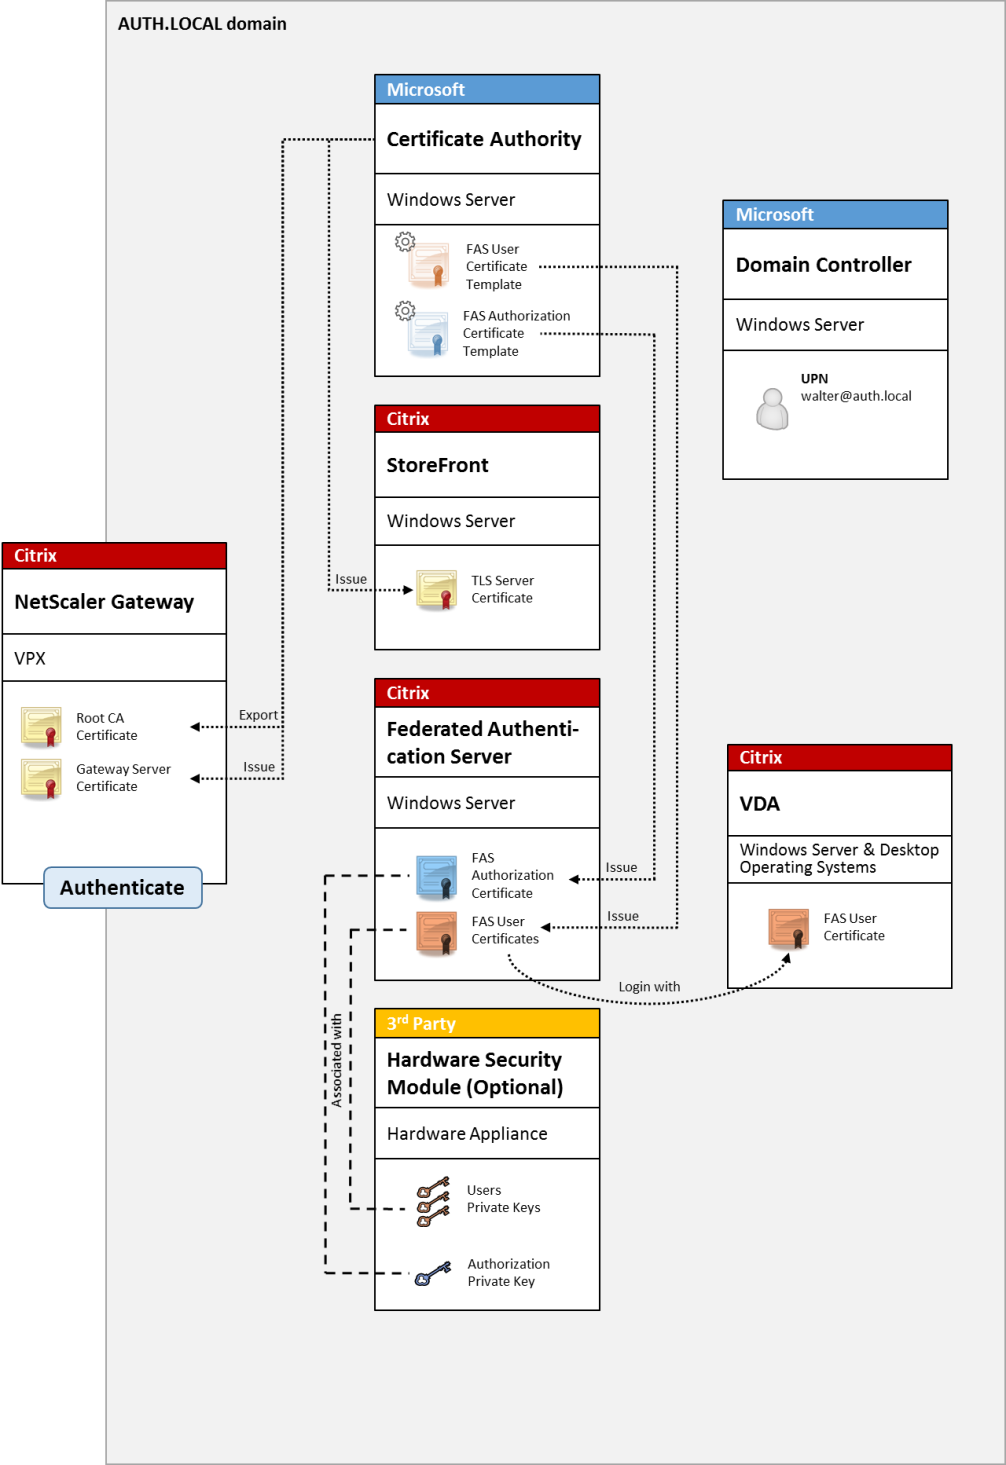 AUTH.LOCAL domain
Microsoft
Certificate Authority
Windows Server
FAS User
Certificate
Template
FAS Authorization
Certificate
Template
Microsoft
Domain Controller
Windows Server
UPN
walter@auth.local
Citrix
StoreFront
Windows Server
Issue
TLS Server
Certificate
Citrix
NetScaler Gateway
VPX
Root CA
Certificate
Export
Gateway Server
Certificate
Issue
Authenticate
Citrix
Federated Authenti-
cation Server
Windows Server
FAS
Authorization
Certificate
Issue
FAS User
Certificates
Issue
Login with
Citrix
VDA
Windows Server & Desktop
Operating Systems
FAS User
Certificate
3rd Party
Hardware Security
Module (Optional)
Hardware Appliance
Associated with
Users
Private Keys
Authorization
Private Key